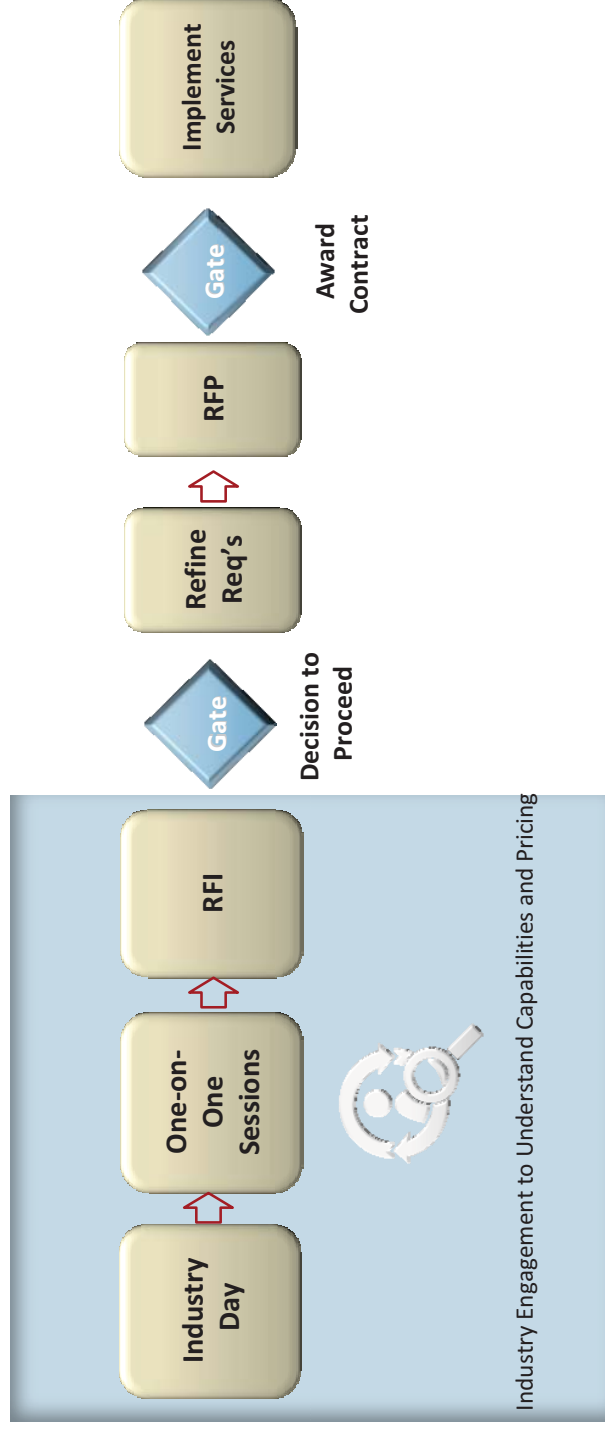 Industry
Day
One-on-
One
Sessions
RFI
Gate
Decision to
Proceed
Refine
Req’s
RFP
Gate
Award
Contract
Implement
Services
Industry Engagement to Understand Capabilities and Pricing